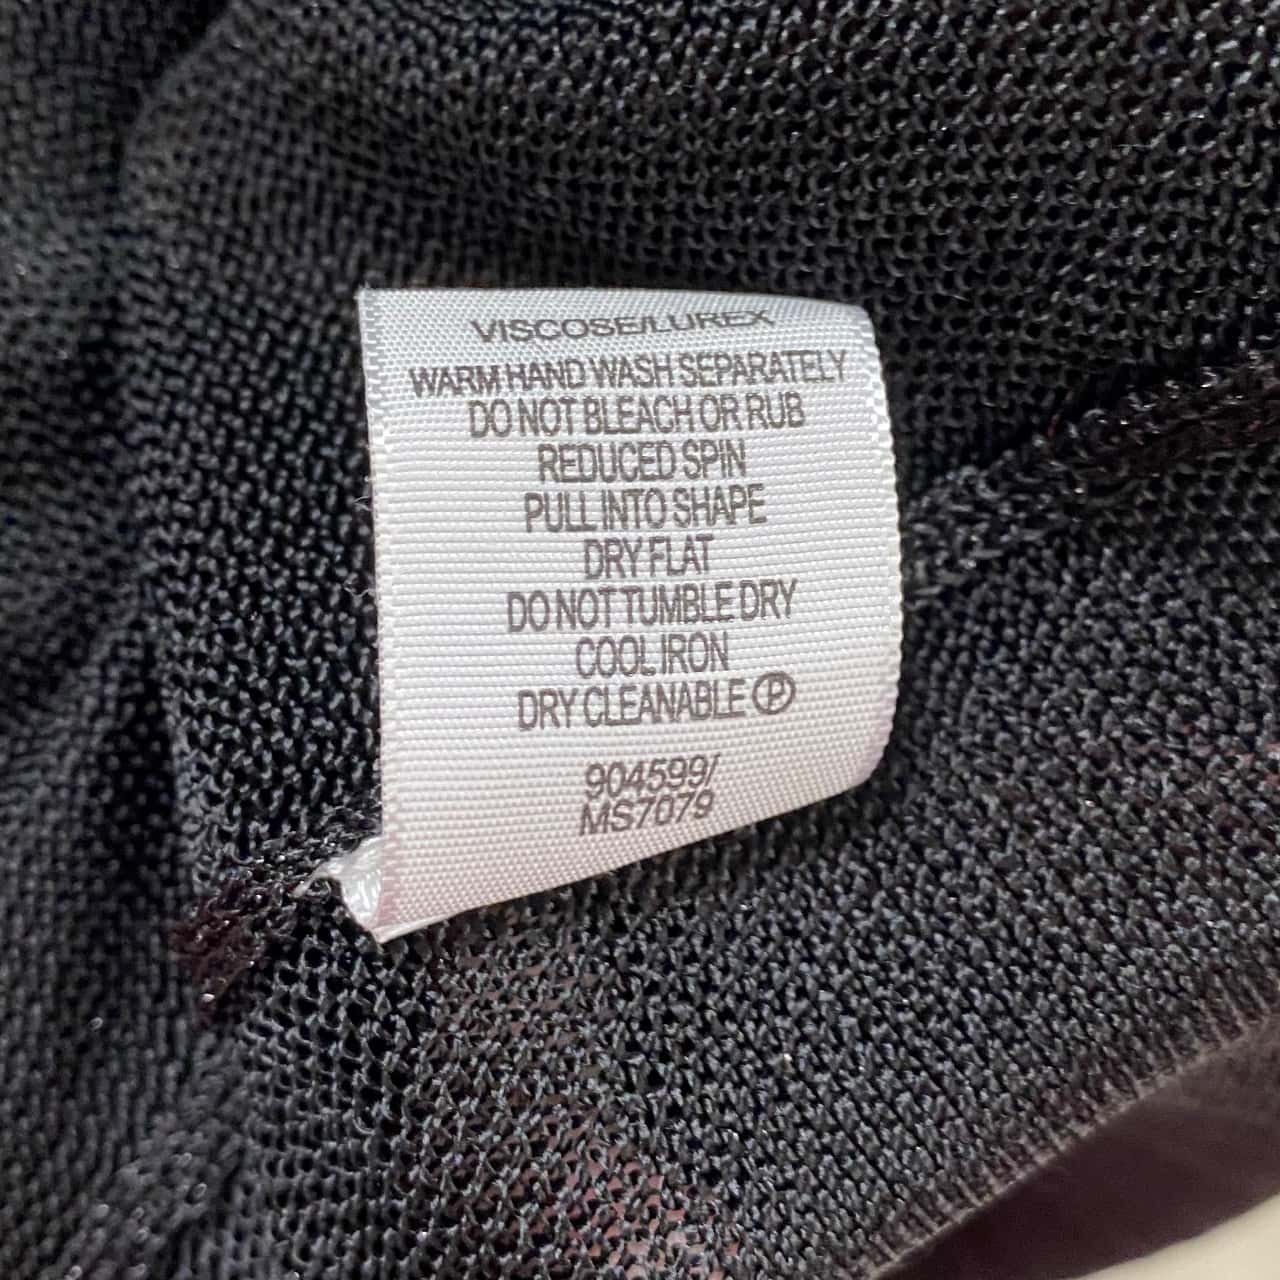 VISCOSE/LUREX
WARM HAND WASH SEPARATELY
DO NOT BLEACH OR RUB
REDUCED SPIN
PULL INTO SHAPE
DRY FLAT
DO NOT TUMBLE DRY
COOL IRON
DRY CLEANABLE Ⓟ
904599/
MS7079